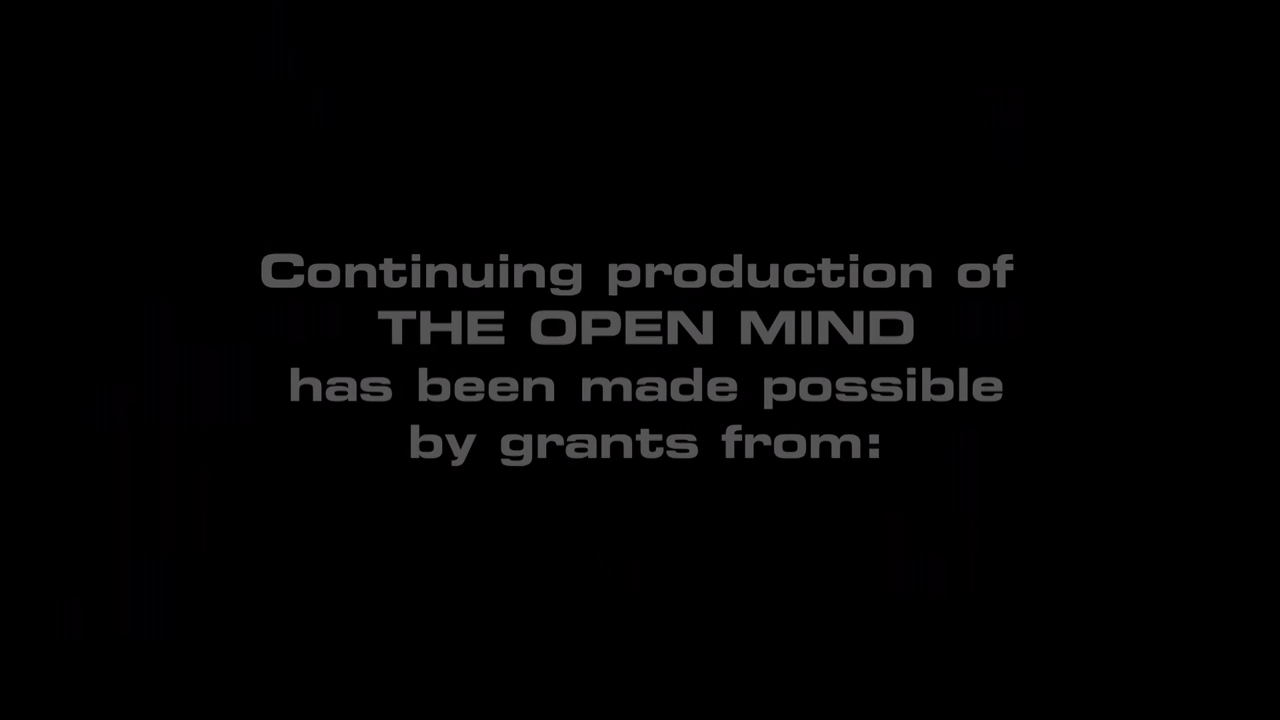 Continuing production of
THE OPEN MIND
has been made possible
by grants from: